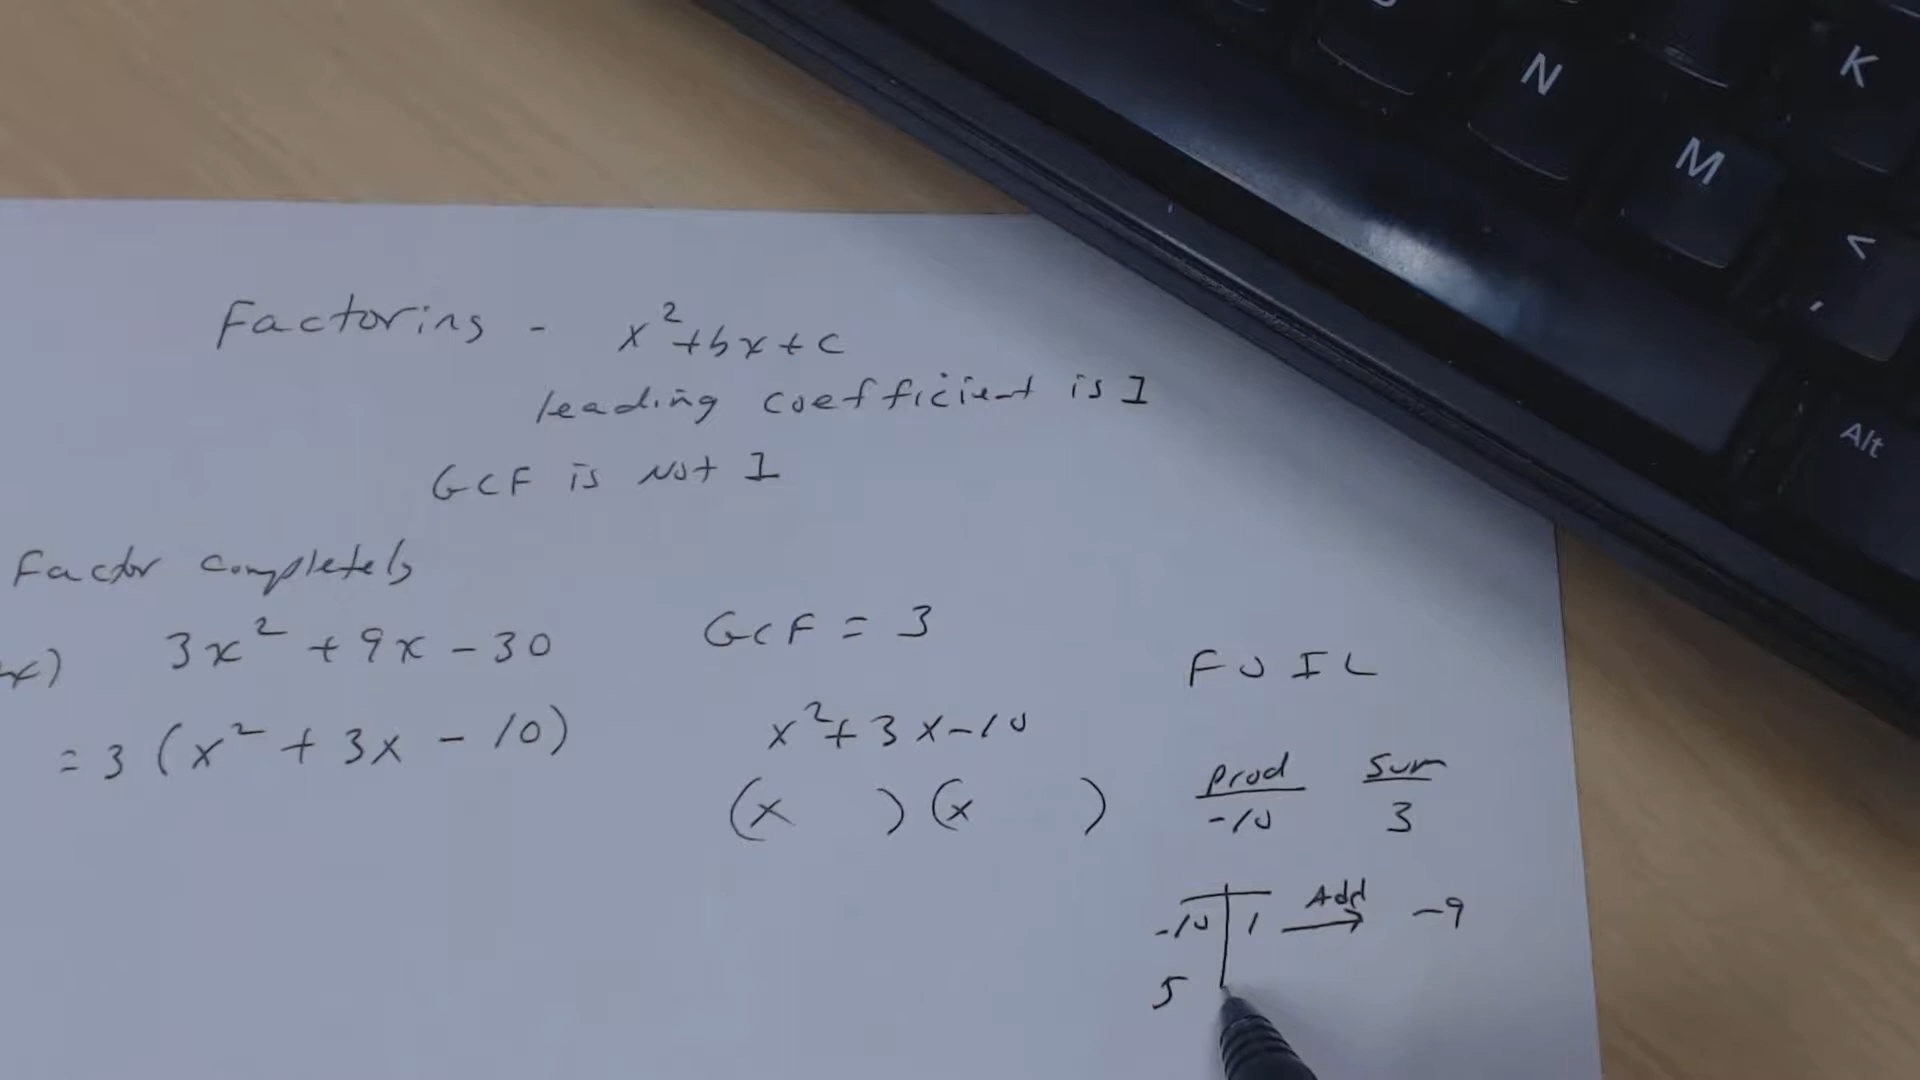 N
K
M
<
,
Alt
Factoring - x²+bx+c
leading coefficient is 1
GCF is not 1
Factor completely
3x² + 9x - 30
GCF = 3
= 3(x² + 3x - 10)
x² + 3x - 10
(x    )(x    )
FOIL
prod sum
-10 3
-10 | 1 Add → -9
5